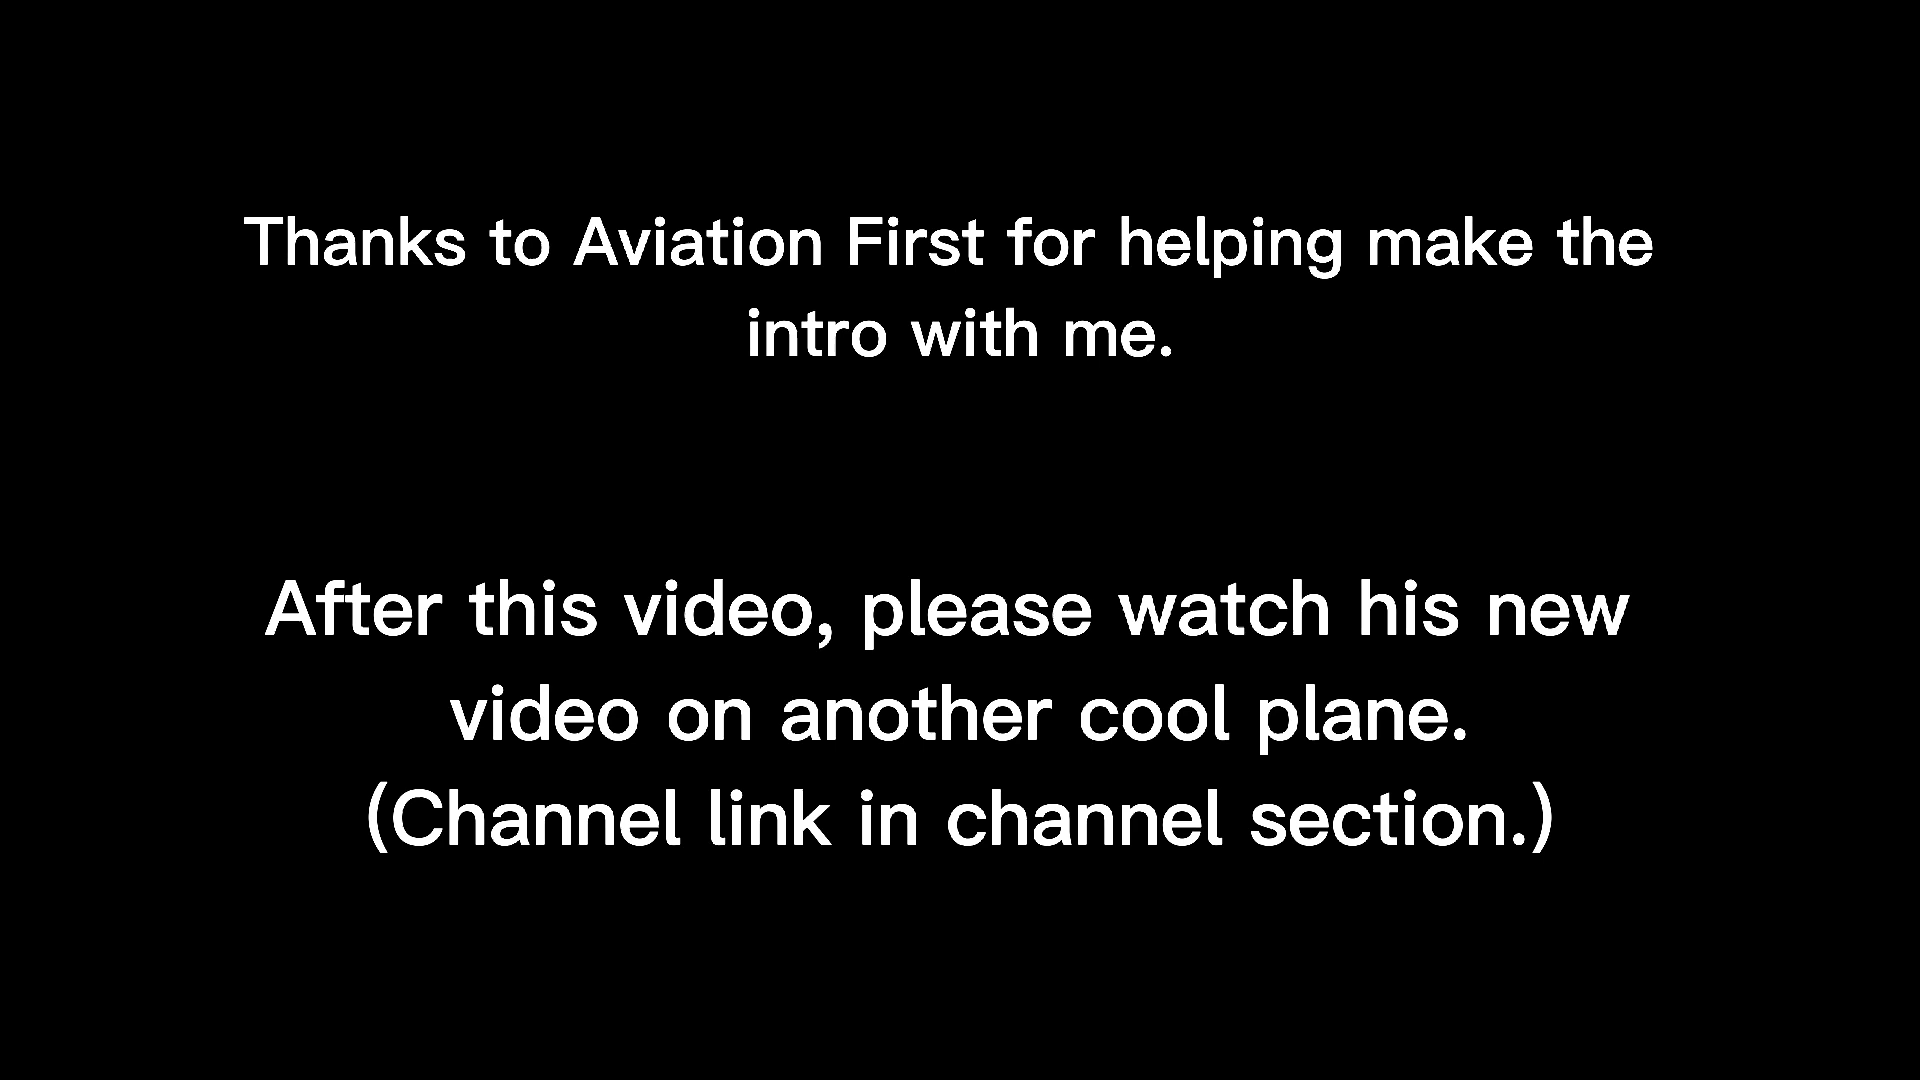 Thanks to Aviation First for helping make the
intro with me.
After this video, please watch his new
video on another cool plane.
(Channel link in channel section.)